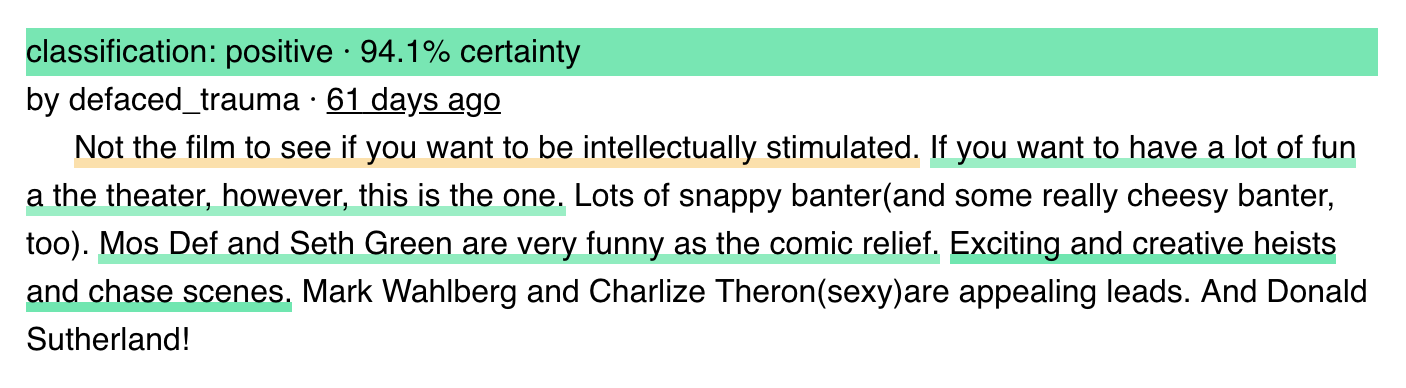 classification: positive · 94.1% certainty
by defaced_trauma · 61 days ago
Not the film to see if you want to be intellectually stimulated. If you want to have a lot of fun
a the theater, however, this is the one. Lots of snappy banter(and some really cheesy banter,
too). Mos Def and Seth Green are very funny as the comic relief. Exciting and creative heists
and chase scenes. Mark Wahlberg and Charlize Theron(sexy)are appealing leads. And Donald
Sutherland!